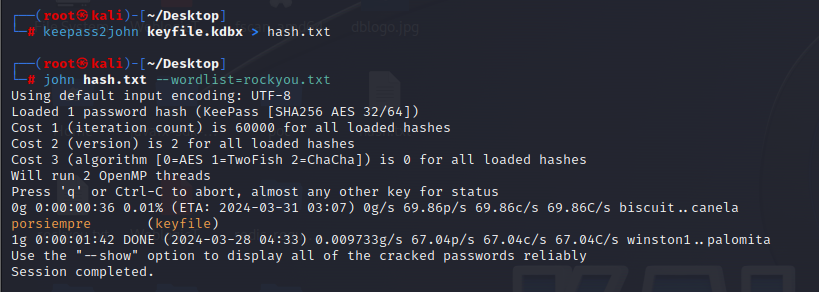 ┌──(root㉿kali)-[~/Desktop]
└─# keepass2john keyfile.kdbx > hash.txt
┌──(root㉿kali)-[~/Desktop]
└─# john hash.txt --wordlist=rockyou.txt
Using default input encoding: UTF-8
Loaded 1 password hash (KeePass [SHA256 AES 32/64])
Cost 1 (iteration count) is 60000 for all loaded hashes
Cost 2 (version) is 2 for all loaded hashes
Cost 3 (algorithm [0=AES 1=TwoFish 2=ChaCha]) is 0 for all loaded hashes
Will run 2 OpenMP threads
Press 'q' or Ctrl-C to abort, almost any other key for status
0g 0:00:00:36 0.01% (ETA: 2024-03-31 03:07) 0g/s 69.86p/s 69.86c/s 69.86C/s biscuit..canela
porsiempre       (keyfile)
1g 0:00:01:42 DONE (2024-03-28 04:33) 0.009733g/s 67.04p/s 67.04c/s 67.04C/s winston1..palomita
Use the "--show" option to display all of the cracked passwords reliably
Session completed.
dblogo.jpg